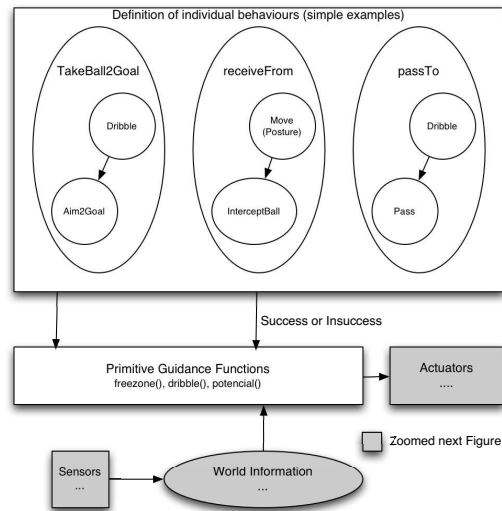 Definition of individual behaviours (simple examples)
TakeBall2Goal
receiveFrom
passTo
Dribble
Move
(Posture)
Dribble
Aim2Goal
InterceptBall
Pass
Success or Insuccess
Primitive Guidance Functions
freezone(), dribble(), potencial()
Actuators
....
Zoomed next Figure
Sensors
...
World Information
...